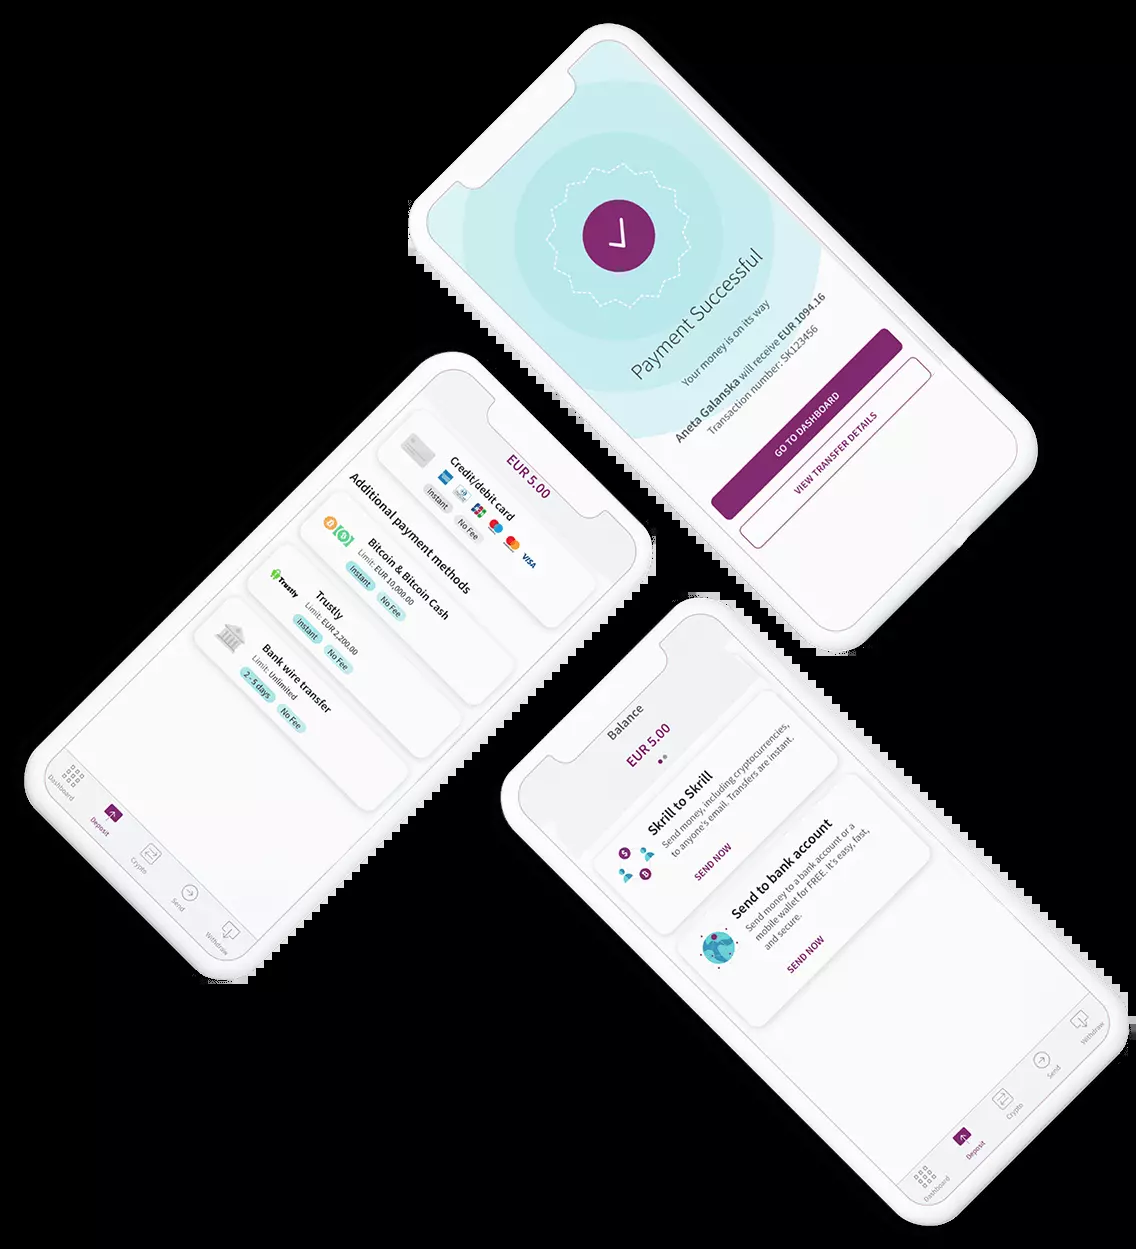 Payment Successful
Your money is on its way
Aneta Galanska will receive EUR 1094.16
Transaction number: SK123456
GO TO DASHBOARD
VIEW TRANSFER DETAILS
EUR 5.00
Credit/debit card
VISA
Instant
No Fee
Additional payment methods
Bitcoin & Bitcoin Cash
Limit: EUR 10,000.00
Instant
No Fee
Trustly
Trustly
Limit: EUR 2,200.00
Instant
No Fee
Bank wire transfer
Limit: Unlimited
2 - 5 days
No Fee
Dashboard
Deposit
Crypto
Send
Withdraw
Balance
EUR 5.00
Skrill to Skrill
Send money, including cryptocurrencies,
to anyone's email. Transfers are instant.
SEND NOW
Send to bank account
Send money to a bank account or a
mobile wallet for FREE. It's easy, fast,
and secure.
SEND NOW
Dashboard
Deposit
Crypto
Send
Withdraw